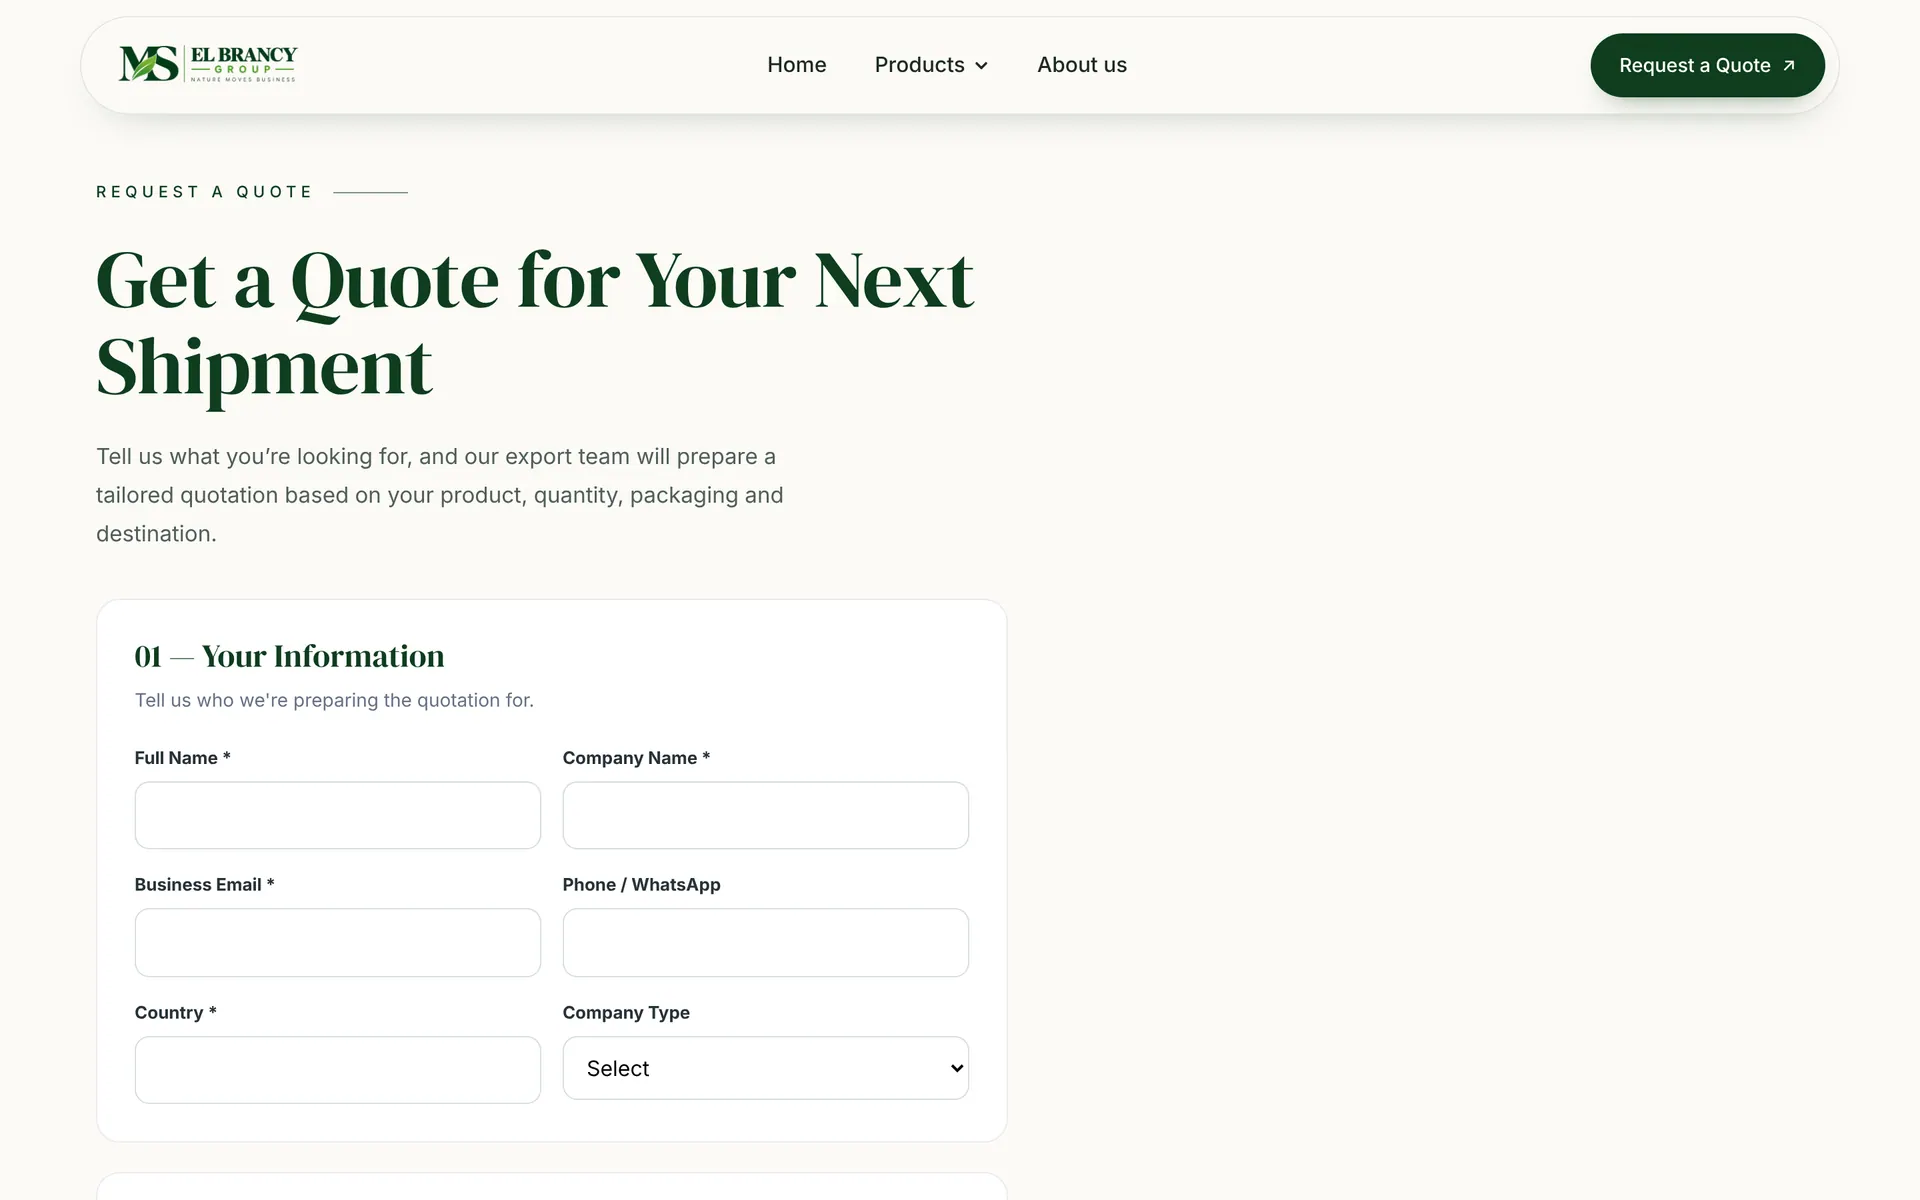 MS EL BRANCY
GROUP
NATURE MOVES BUSINESS
Home
Products
About us
Request a Quote
REQUEST A QUOTE
Get a Quote for Your Next
Shipment
Tell us what you’re looking for, and our export team will prepare a
tailored quotation based on your product, quantity, packaging and
destination.
01 — Your Information
Tell us who we're preparing the quotation for.
Full Name *
Company Name *
Business Email *
Phone / WhatsApp
Country *
Company Type
Select